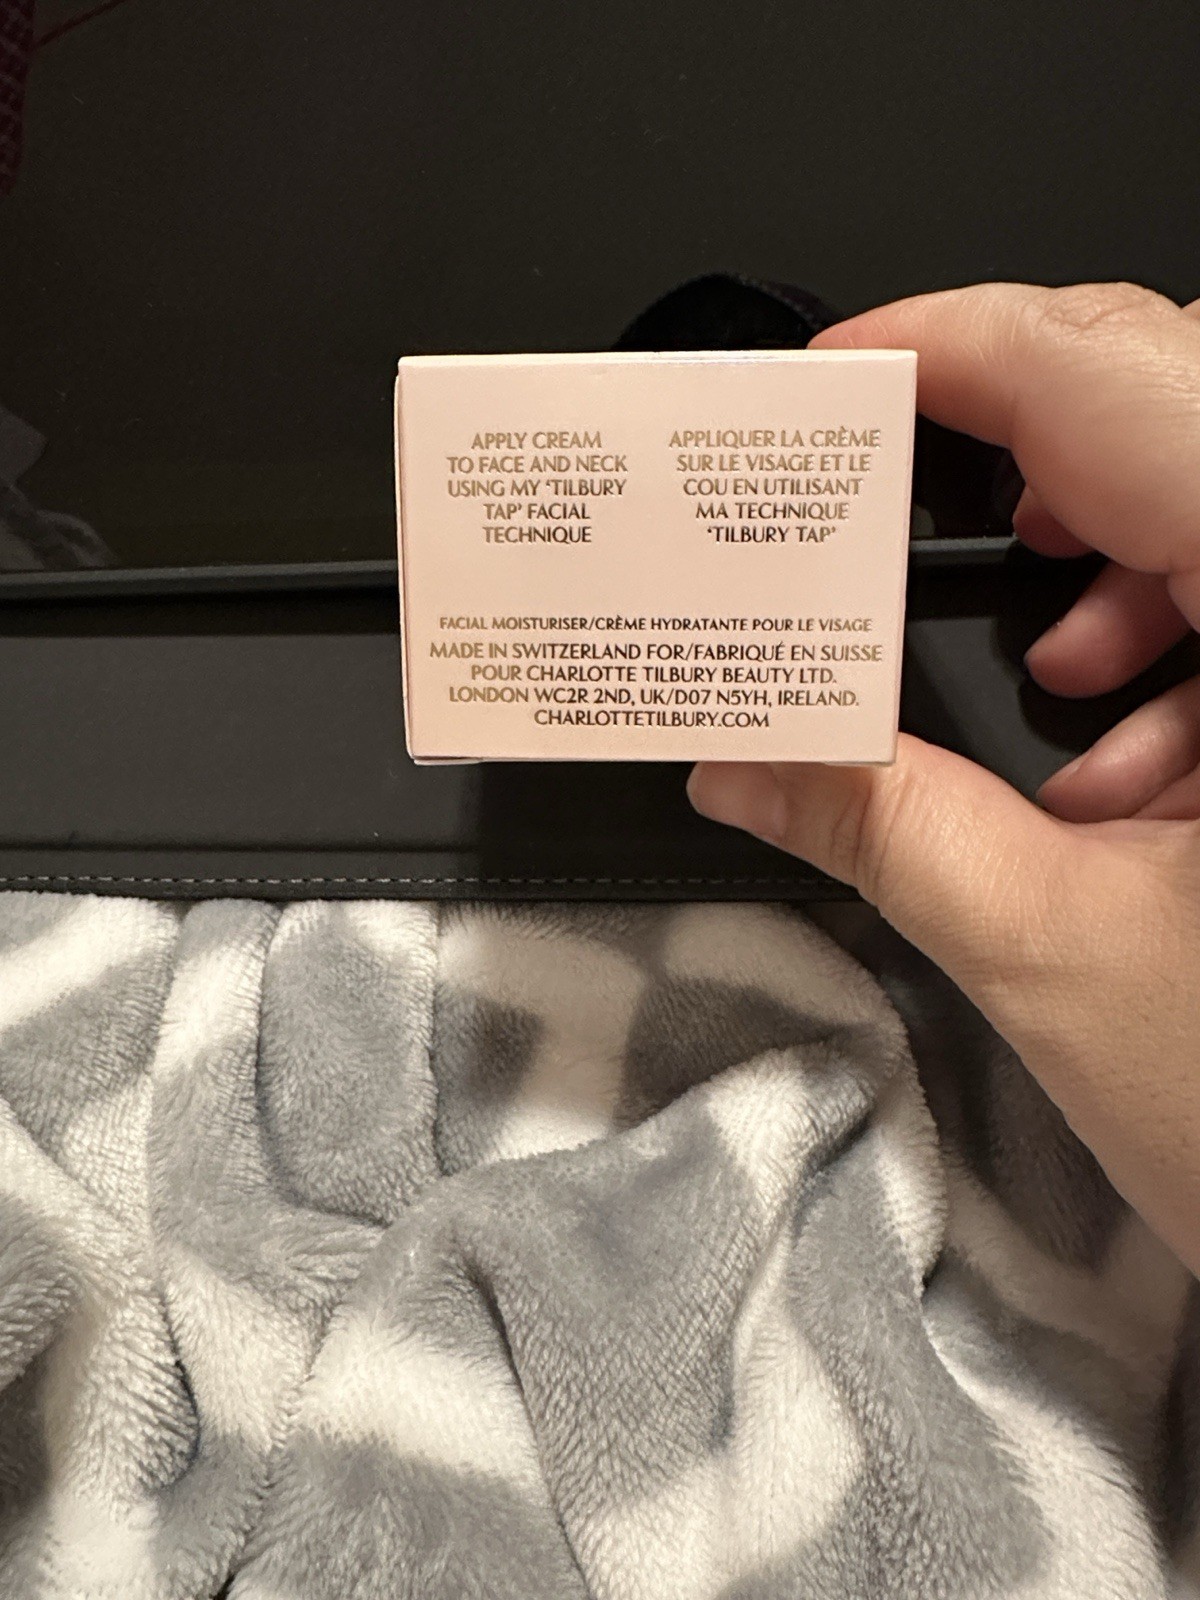 APPLY CREAM
TO FACE AND NECK
USING MY ‘TILBURY
TAP’ FACIAL
TECHNIQUE
APPLIQUER LA CRÈME
SUR LE VISAGE ET LE
COU EN UTILISANT
MA TECHNIQUE
‘TILBURY TAP’
FACIAL MOISTURISER/CRÈME HYDRATANTE POUR LE VISAGE
MADE IN SWITZERLAND FOR/FABRIQUÉ EN SUISSE
POUR CHARLOTTE TILBURY BEAUTY LTD.
LONDON WC2R 2ND, UK/D07 N5YH, IRELAND.
CHARLOTTETILBURY.COM